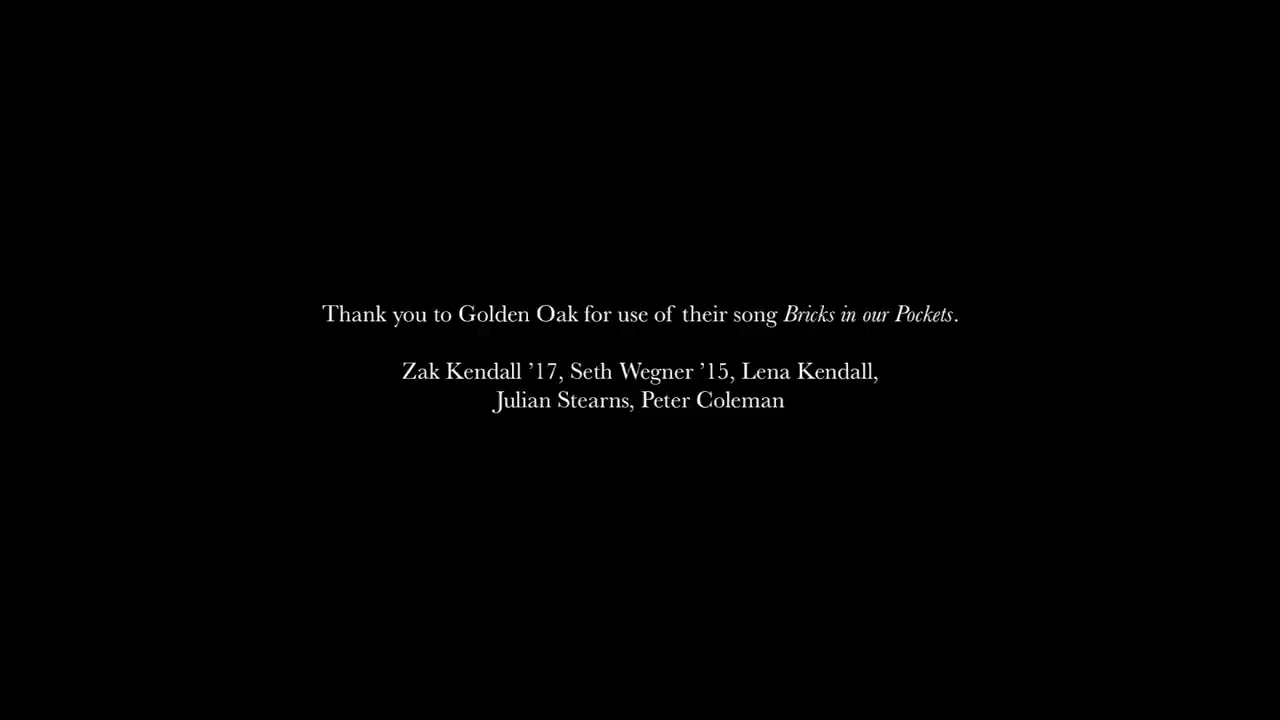 Thank you to Golden Oak for use of their song Bricks in our Pockets.
Zak Kendall ’17, Seth Wegner ’15, Lena Kendall,
Julian Stearns, Peter Coleman